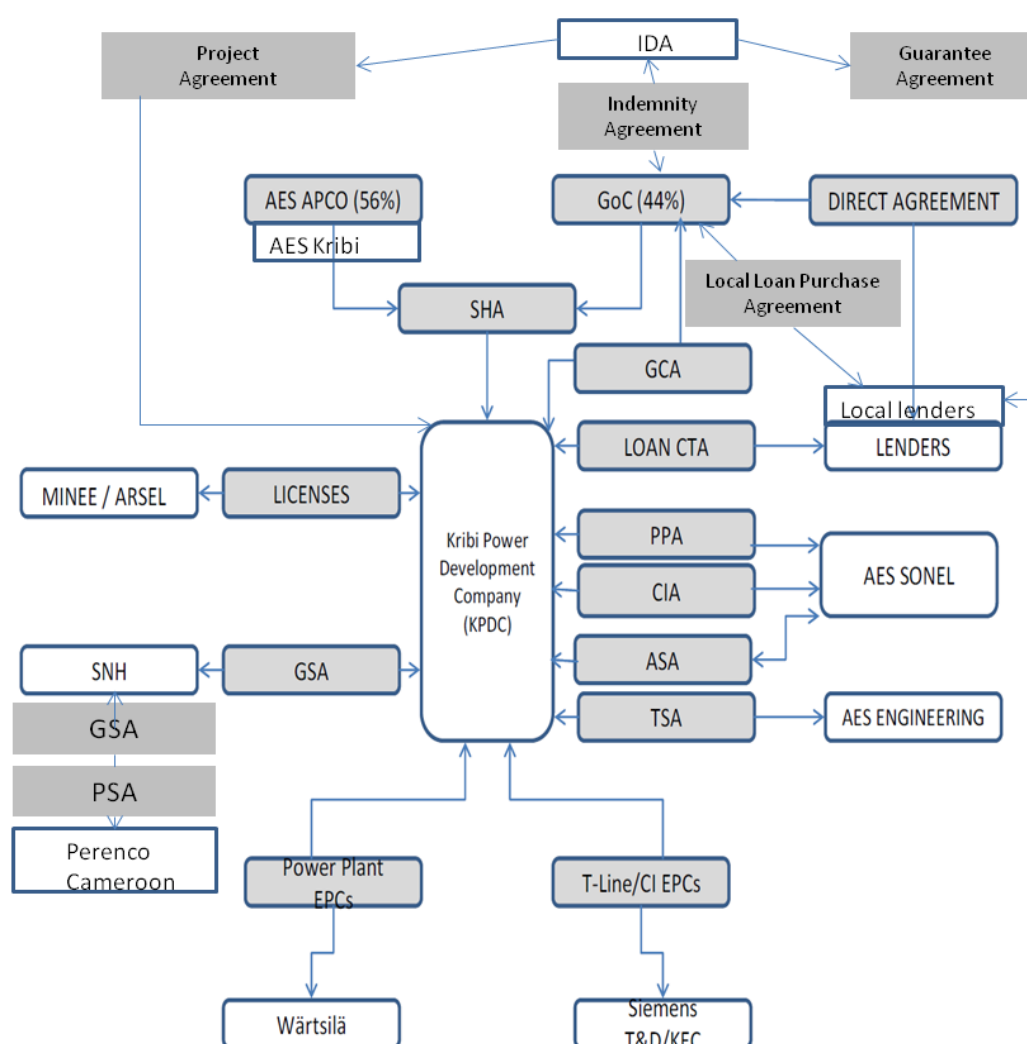 Project
Agreement
IDA
Guarantee
Agreement
Indemnity
Agreement
AES APCO (56%)
AES Kribi
GoC (44%)
DIRECT AGREEMENT
Local Loan Purchase
Agreement
SHA
GCA
Local lenders
LOAN CTA
LENDERS
MINEE / ARSEL
LICENSES
Kribi Power
Development
Company
(KPDC)
PPA
CIA
AES SONEL
ASA
SNH
GSA
TSA
AES ENGINEERING
GSA
PSA
Perenco
Cameroon
Power Plant
EPCs
T-Line/CI EPCs
Wärtsilä
Siemens
T&D/KEC